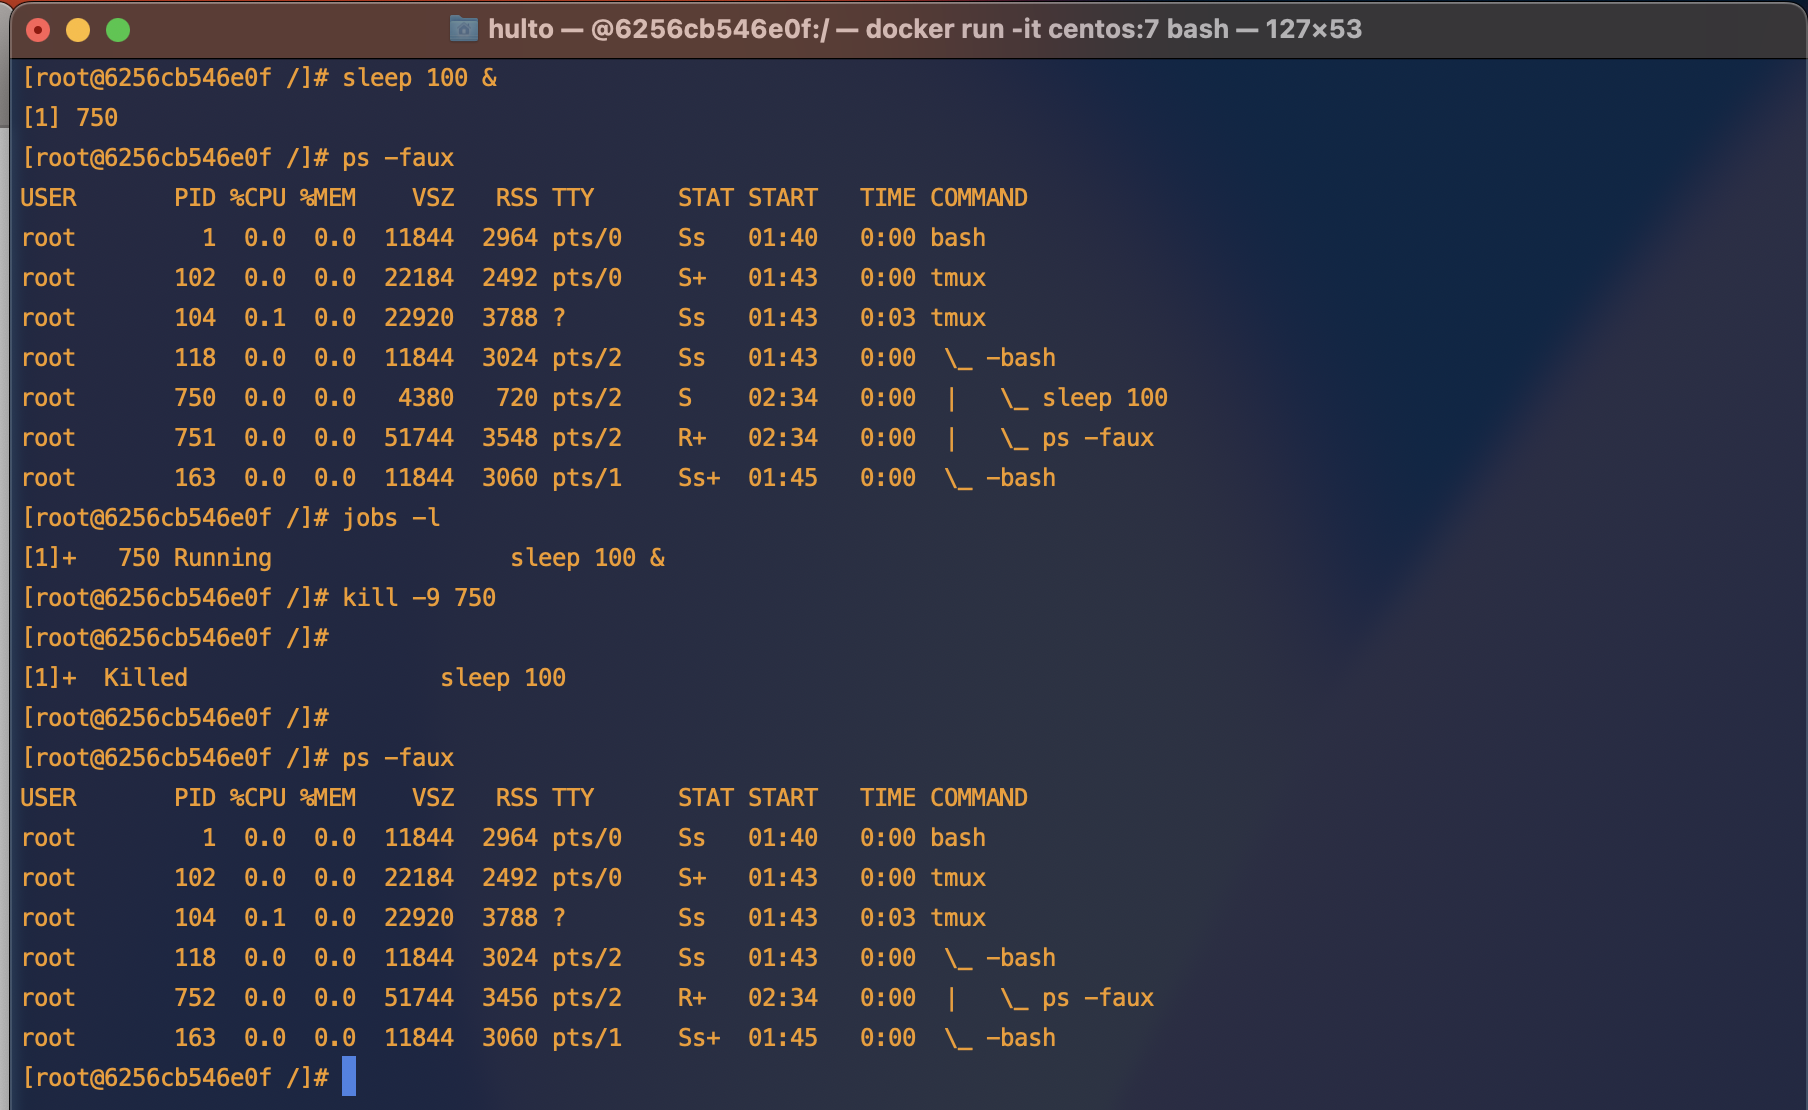 hulto — @6256cb546e0f:/ — docker run -it centos:7 bash — 127×53
[root@6256cb546e0f /]# sleep 100 &
[1] 750
[root@6256cb546e0f /]# ps -faux
USER       PID %CPU %MEM    VSZ   RSS TTY      STAT START   TIME COMMAND
root         1  0.0  0.0  11844  2964 pts/0    Ss   01:40   0:00 bash
root       102  0.0  0.0  22184  2492 pts/0    S+   01:43   0:00 tmux
root       104  0.1  0.0  22920  3788 ?        Ss   01:43   0:03 tmux
root       118  0.0  0.0  11844  3024 pts/2    Ss   01:43   0:00  \_ -bash
root       750  0.0  0.0   4380   720 pts/2    S    02:34   0:00  |   \_ sleep 100
root       751  0.0  0.0  51744  3548 pts/2    R+   02:34   0:00  |   \_ ps -faux
root       163  0.0  0.0  11844  3060 pts/1    Ss+  01:45   0:00  \_ -bash
[root@6256cb546e0f /]# jobs -l
[1]+   750 Running                 sleep 100 &
[root@6256cb546e0f /]# kill -9 750
[root@6256cb546e0f /]#
[1]+  Killed                  sleep 100
[root@6256cb546e0f /]#
[root@6256cb546e0f /]# ps -faux
USER       PID %CPU %MEM    VSZ   RSS TTY      STAT START   TIME COMMAND
root         1  0.0  0.0  11844  2964 pts/0    Ss   01:40   0:00 bash
root       102  0.0  0.0  22184  2492 pts/0    S+   01:43   0:00 tmux
root       104  0.1  0.0  22920  3788 ?        Ss   01:43   0:03 tmux
root       118  0.0  0.0  11844  3024 pts/2    Ss   01:43   0:00  \_ -bash
root       752  0.0  0.0  51744  3456 pts/2    R+   02:34   0:00  |   \_ ps -faux
root       163  0.0  0.0  11844  3060 pts/1    Ss+  01:45   0:00  \_ -bash
[root@6256cb546e0f /]#